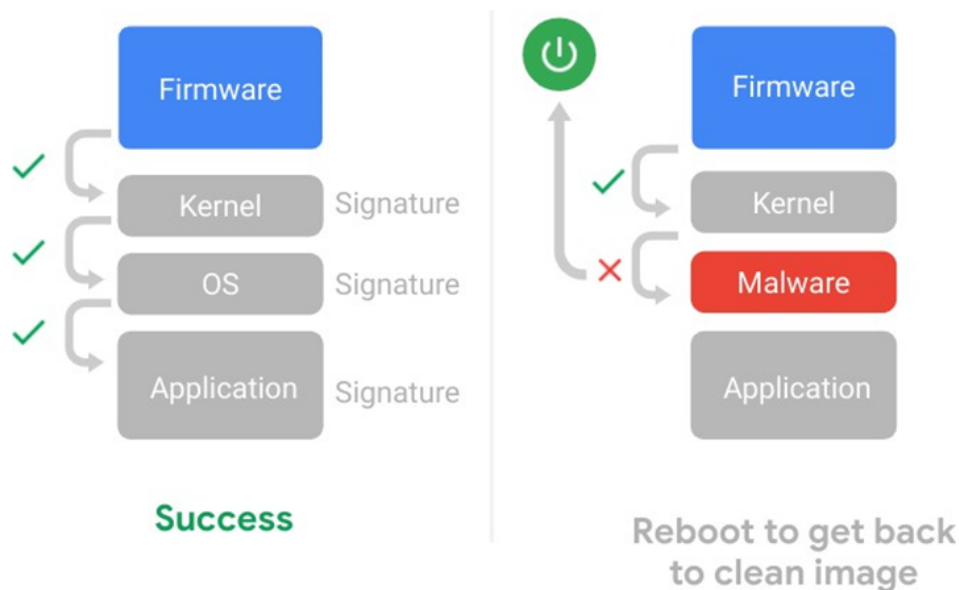 Firmware
Kernel
Signature
OS
Signature
Application
Signature
Success
Firmware
Kernel
Malware
Application
Reboot to get back
to clean image